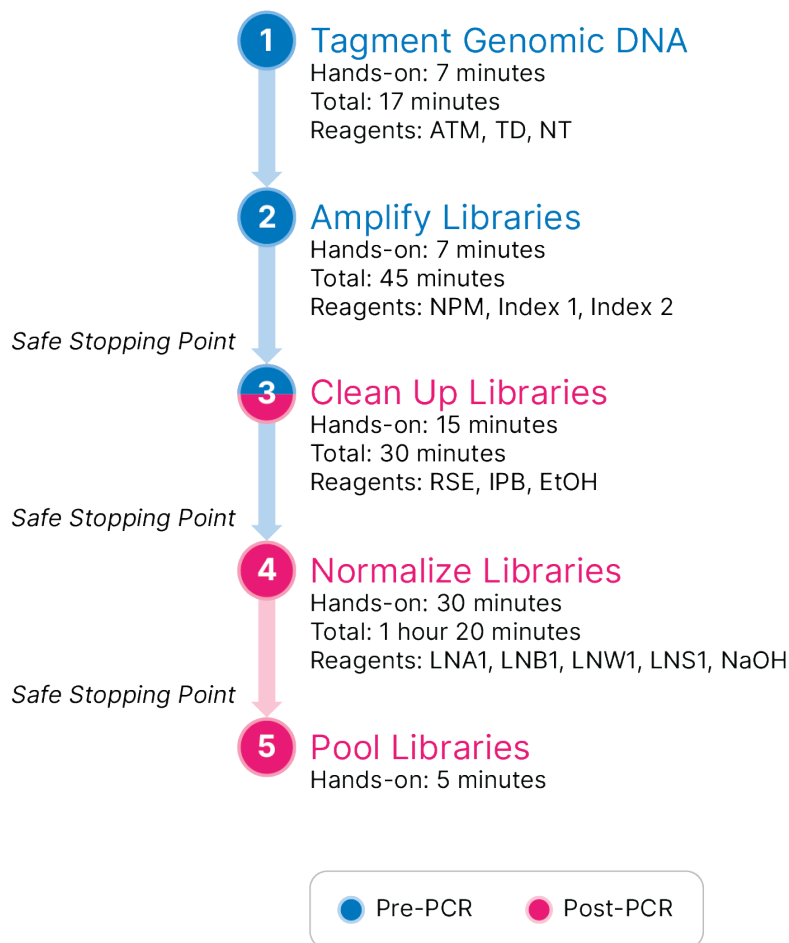 1
Tagment Genomic DNA
Hands-on: 7 minutes
Total: 17 minutes
Reagents: ATM, TD, NT
2
Amplify Libraries
Hands-on: 7 minutes
Total: 45 minutes
Reagents: NPM, Index 1, Index 2
Safe Stopping Point
3
Clean Up Libraries
Hands-on: 15 minutes
Total: 30 minutes
Reagents: RSE, IPB, EtOH
Safe Stopping Point
4
Normalize Libraries
Hands-on: 30 minutes
Total: 1 hour 20 minutes
Reagents: LNA1, LNB1, LNW1, LNS1, NaOH
Safe Stopping Point
5
Pool Libraries
Hands-on: 5 minutes
Pre-PCR
Post-PCR